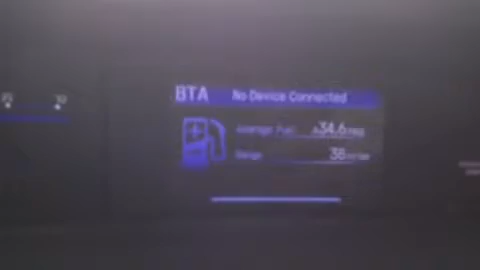 BTA No Device Connected
Average Fuel 34.6 mpg
Range 38 miles